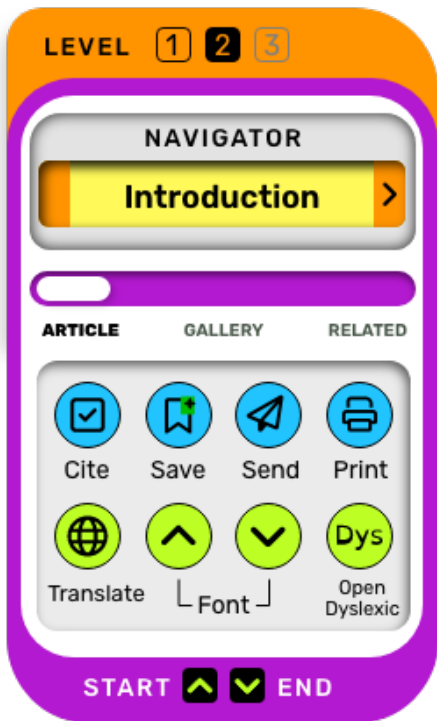 LEVEL 1 2 3
NAVIGATOR
Introduction
ARTICLE GALLERY RELATED
Cite Save Send Print
Dys
Translate Font Open
Dyslexic
START END